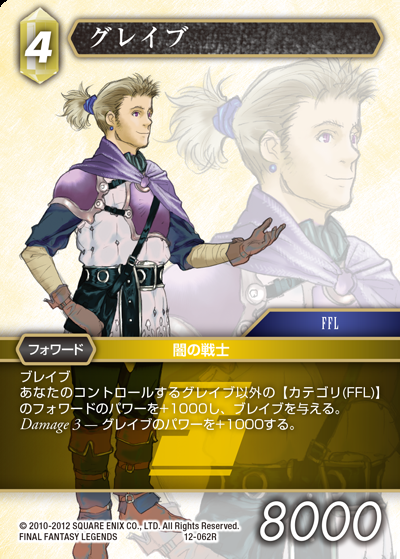 4
グレイブ
FFL
フォワード
闇の戦士
ブレイブ
あなたのコントロールするグレイブ以外の【カテゴリ(FFL)】
のフォワードのパワーを+1000し、ブレイブを与える。
Damage 3 — グレイブのパワーを+1000する。
© 2010-2012 SQUARE ENIX CO., LTD. All Rights Reserved.
FINAL FANTASY LEGENDS 12-062R
8000